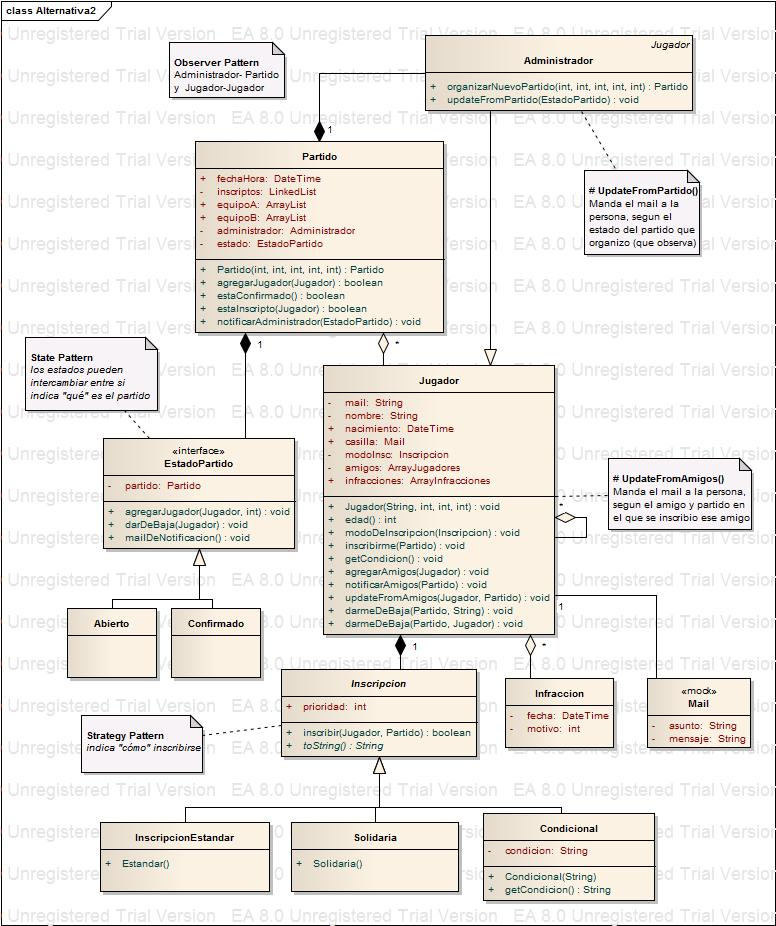 class Alternativa2
Observer Pattern
Administrador- Partido
y Jugador-Jugador
Jugador
Administrador
+ organizarNuevoPartido(int, int, int, int, int) : Partido
+ updateFromPartido(EstadoPartido) : void
1
# UpdateFromPartido()
Manda el mail a la
persona, segun el
estado del partido que
organizo (que observa)
Partido
+ fechaHora: DateTime
- inscriptos: LinkedList
+ equipoA: ArrayList
+ equipoB: ArrayList
- administrador: Administrador
- estado: EstadoPartido
+ Partido(int, int, int, int, int) : Partido
+ agregarJugador(Jugador) : boolean
+ estaConfirmado() : boolean
+ estaInscripto(Jugador) : boolean
+ notificarAdministrador(EstadoPartido) : void
1
*
State Pattern
los estados pueden
intercambiar entre si
indica "qué" es el partido
«interface»
EstadoPartido
- partido: Partido
+ agregarJugador(Jugador, int) : void
+ darDeBaja(Jugador) : void
+ mailDeNotificacion() : void
Abierto
Confirmado
Jugador
- mail: String
- nombre: String
+ nacimiento: DateTime
+ casilla: Mail
- modoInsc: Inscripcion
- amigos: ArrayJugadores
+ infracciones: ArrayInfracciones
+ Jugador(String, int, int, int) : void
+ edad() : int
+ modoDeInscripcion(Inscripcion) : void
+ inscribirme(Partido) : void
+ getCondicion() : void
+ agregarAmigos(Jugador) : void
+ notificarAmigos(Partido) : void
+ updateFromAmigos(Jugador, Partido) : void
+ darmeDeBaja(Partido, String) : void
+ darmeDeBaja(Partido, Jugador) : void
# UpdateFromAmigos()
Manda el mail a la persona,
segun el amigo y partido en
el que se inscribio ese amigo
*
1
1
*
Inscripcion
+ prioridad: int
+ inscribir(Jugador, Partido) : boolean
+ toString() : String
Infraccion
- fecha: DateTime
- motivo: int
«mock»
Mail
- asunto: String
- mensaje: String
Strategy Pattern
indica "cómo" inscribirse
InscripcionEstandar
+ Estandar()
Solidaria
+ Solidaria()
Condicional
- condicion: String
+ Condicional(String)
+ getCondicion() : String
EA 8.0 Unregistered Trial Version